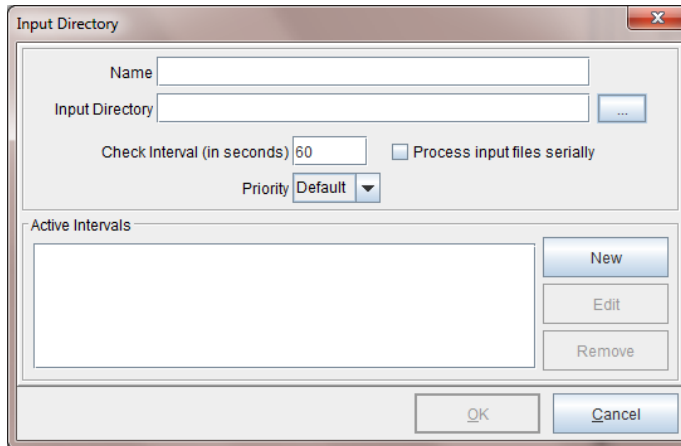 Input Directory
Name
Input Directory ...
Check Interval (in seconds) 60 Process input files serially
Priority Default
Active Intervals
New
Edit
Remove
OK Cancel